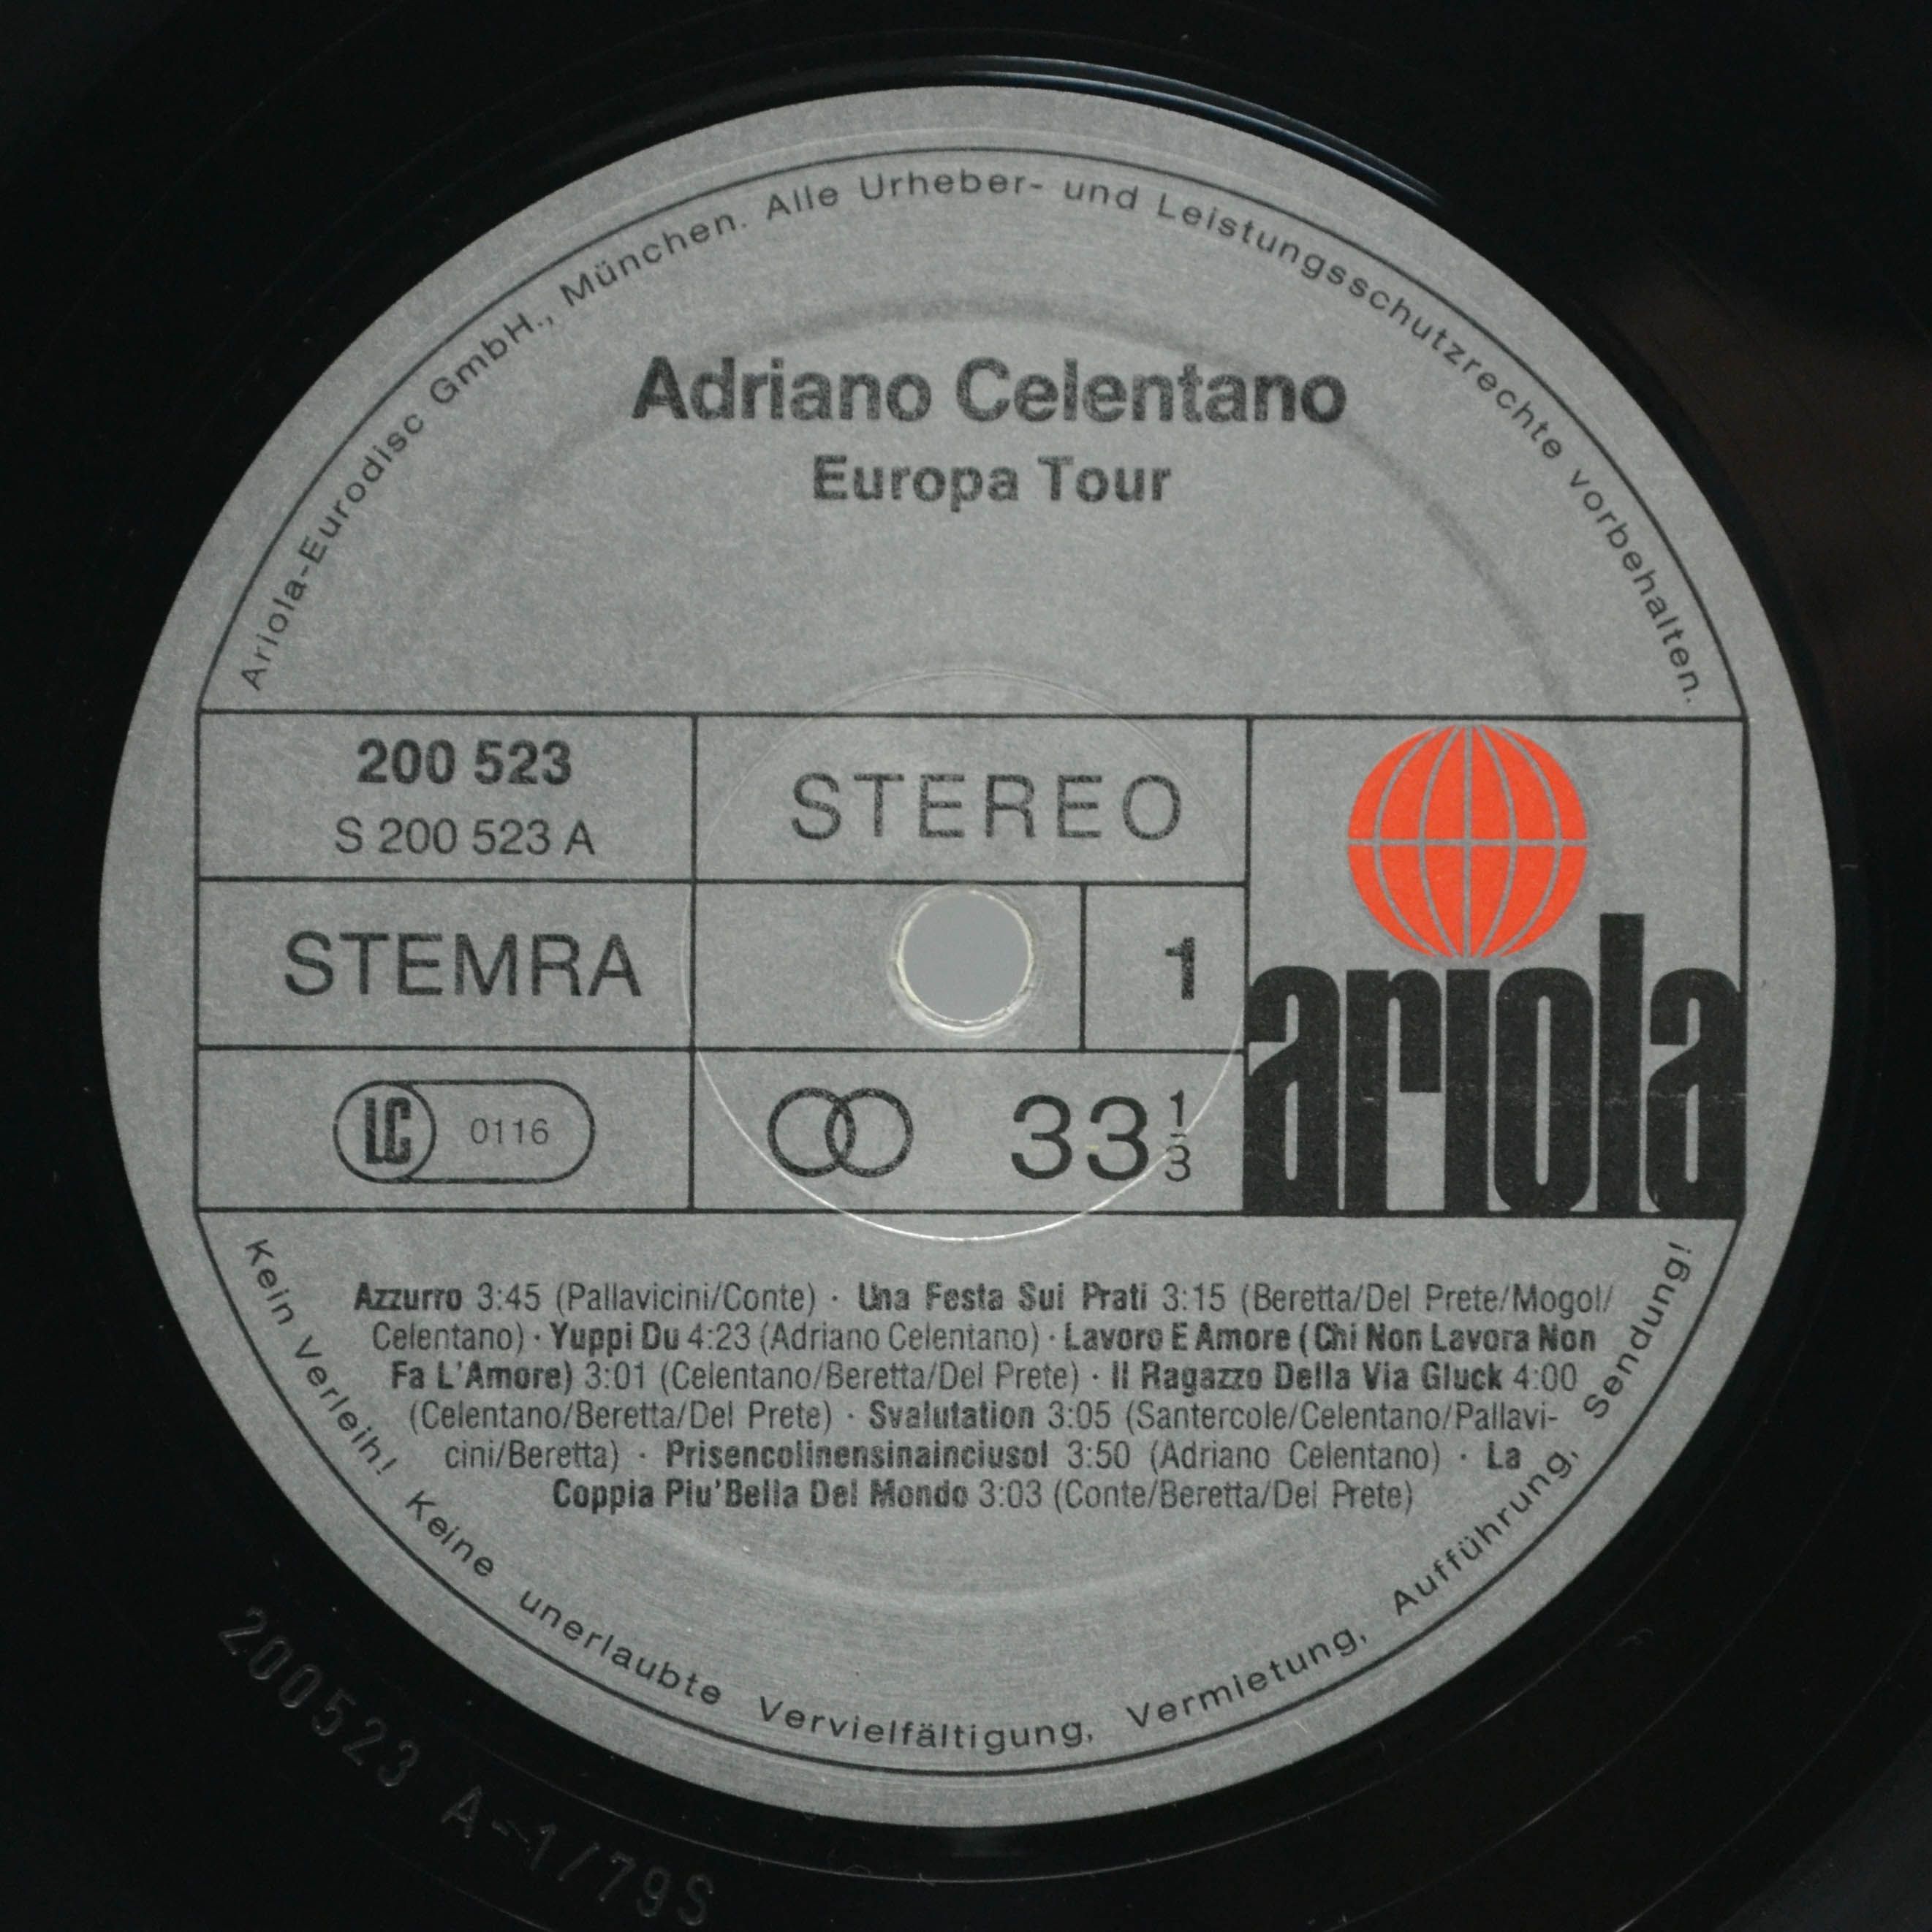 Ariola-Eurodisc GmbH., München. Alle Urheber- und Leistungsschutzrechte vorbehalten.
Adriano Celentano
Europa Tour
200 523
S 200 523 A
STEREO
STEMRA
1
LC 0116
33 1/3
ariola
Azzurro 3:45 (Pallavicini/Conte) · Una Festa Sui Prati 3:15 (Beretta/Del Prete/Mogol/
Celentano) · Yuppi Du 4:23 (Adriano Celentano) · Lavoro E Amore (Chi Non Lavora Non
Fa L'Amore) 3:01 (Celentano/Beretta/Del Prete) · Il Ragazzo Della Via Gluck 4:00
(Celentano/Beretta/Del Prete) · Svalutation 3:05 (Santercole/Celentano/Pallavi-
cini/Beretta) · Prisencolinensinainciusol 3:50 (Adriano Celentano) · La
Coppia Piu'Bella Del Mondo 3:03 (Conte/Beretta/Del Prete)
Kein Verleih! Keine unerlaubte Vervielfältigung, Vermietung, Aufführung, Sendung!
200523 A-1/79S